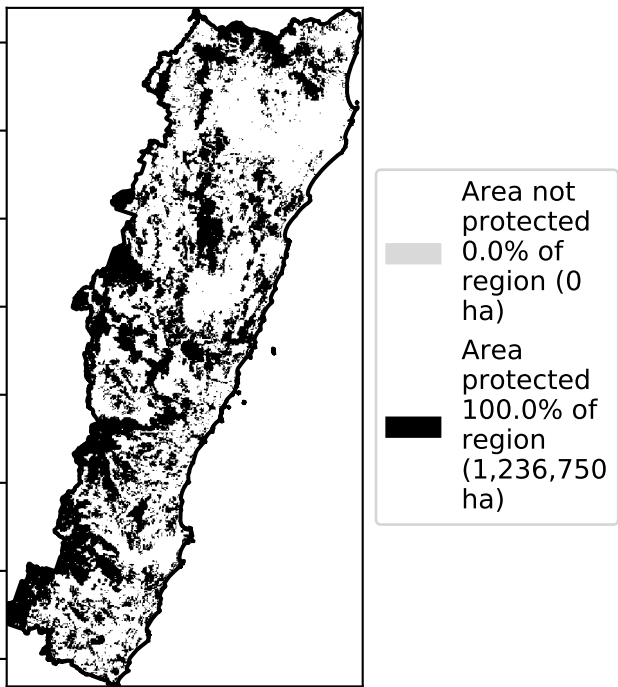 Area not
protected
0.0% of
region (0
ha)
Area
protected
100.0% of
region
(1,236,750
ha)